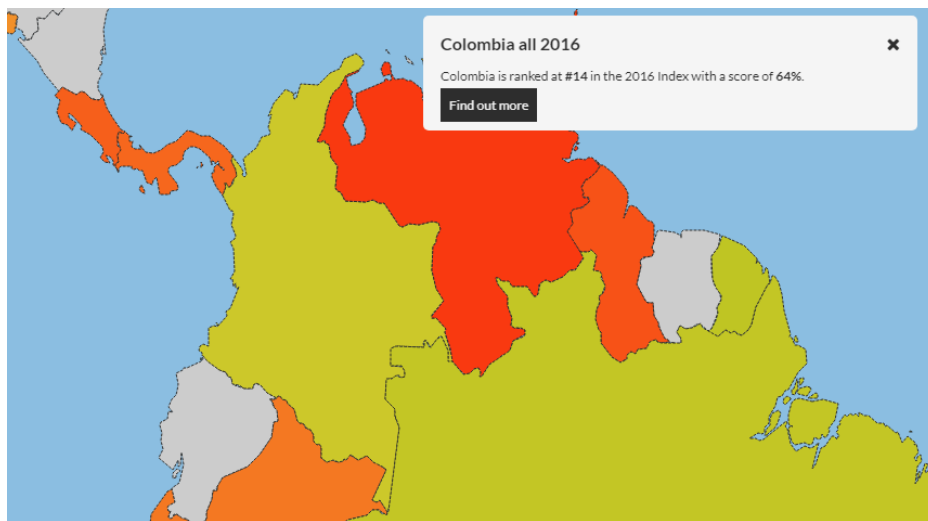 Colombia all 2016
Colombia is ranked at #14 in the 2016 Index with a score of 64%.
Find out more